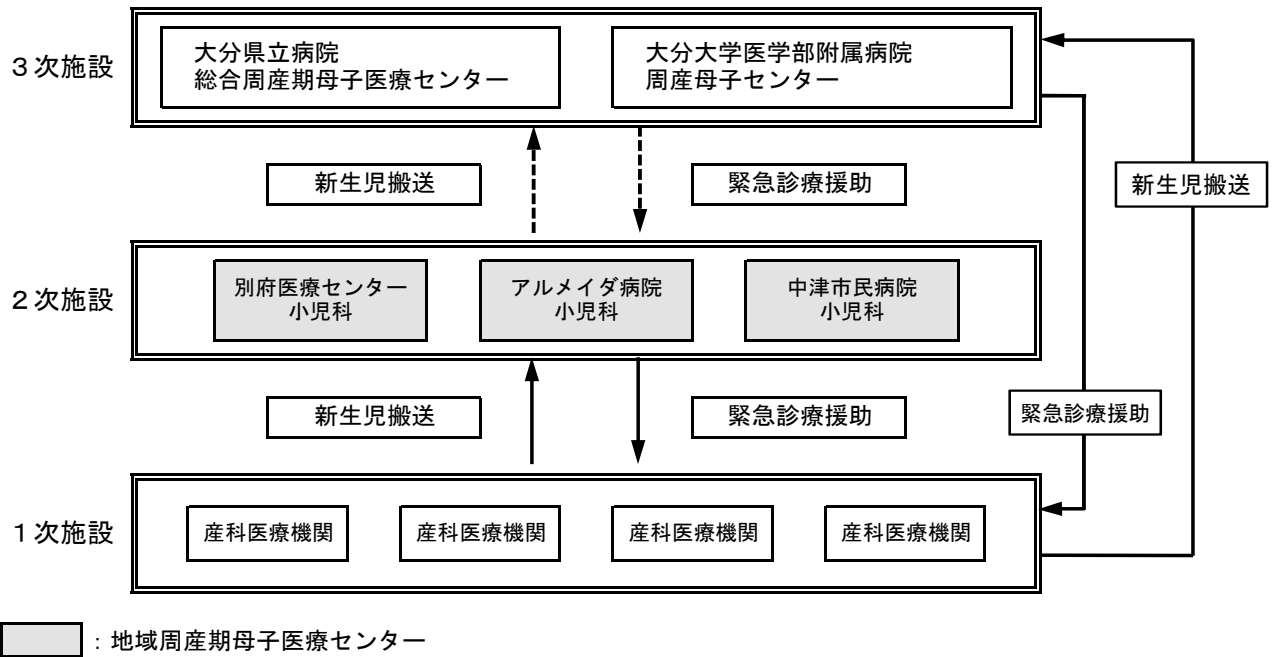 3次施設
大分県立病院
総合周産期母子医療センター
大分大学医学部附属病院
周産母子センター
新生児搬送
緊急診療援助
新生児搬送
2次施設
別府医療センター
小児科
アルメイダ病院
小児科
中津市民病院
小児科
新生児搬送
緊急診療援助
緊急診療援助
1次施設
産科医療機関
産科医療機関
産科医療機関
産科医療機関
：地域周産期母子医療センター